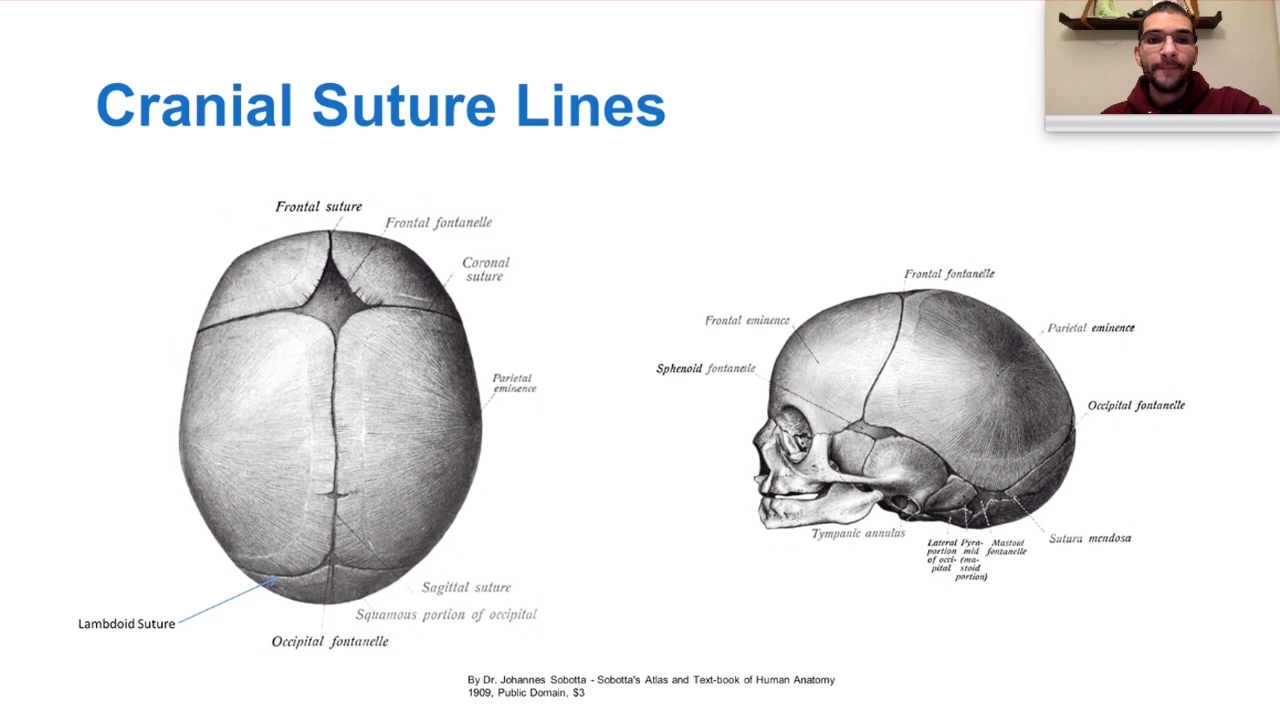 Cranial Suture Lines
Frontal suture
Frontal fontanelle
Coronal
suture
Parietal
eminence
Sagittal suture
Squamous portion of occipital
Lambdoid Suture
Occipital fontanelle
Frontal fontanelle
Frontal eminence
Parietal eminence
Sphenoid fontanelle
Occipital fontanelle
Tympanic annulus
Lateral
portion
of occi-
pital
Pyra-
mid
(ma-
stoid
portion)
Mastoid
fontanelle
Sutura mendosa
By Dr. Johannes Sobotta - Sobotta's Atlas and Text-book of Human Anatomy
1909, Public Domain, $3